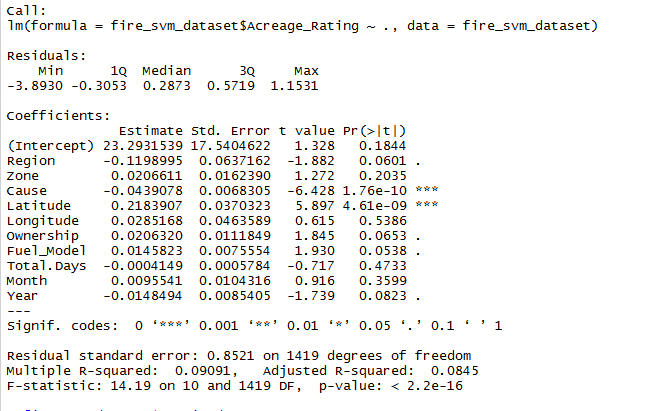 Call:
lm(formula = fire_svm_dataset$Acreage_Rating ~ ., data = fire_svm_dataset)
Residuals:
Min 1Q Median 3Q Max
-3.8930 -0.3053 0.2873 0.5719 1.1531
Coefficients:
Estimate Std. Error t value Pr(>|t|)
(Intercept) 23.2931539 17.5404622 1.328 0.1844
Region -0.1198995 0.0637162 -1.882 0.0601 .
Zone 0.0206611 0.0162390 1.272 0.2035
Cause -0.0439078 0.0068305 -6.428 1.76e-10 ***
Latitude 0.2183907 0.0370323 5.897 4.61e-09 ***
Longitude 0.0285168 0.0463589 0.615 0.5386
Ownership 0.0206320 0.0111849 1.845 0.0653 .
Fuel_Model 0.0145823 0.0075554 1.930 0.0538 .
Total.Days -0.0004149 0.0005784 -0.717 0.4733
Month 0.0095541 0.0104316 0.916 0.3599
Year -0.0148494 0.0085405 -1.739 0.0823 .
---
Signif. codes: 0 ‘***’ 0.001 ‘**’ 0.01 ‘*’ 0.05 ‘.’ 0.1 ‘ ’ 1
Residual standard error: 0.8521 on 1419 degrees of freedom
Multiple R-squared: 0.09091, Adjusted R-squared: 0.0845
F-statistic: 14.19 on 10 and 1419 DF, p-value: < 2.2e-16